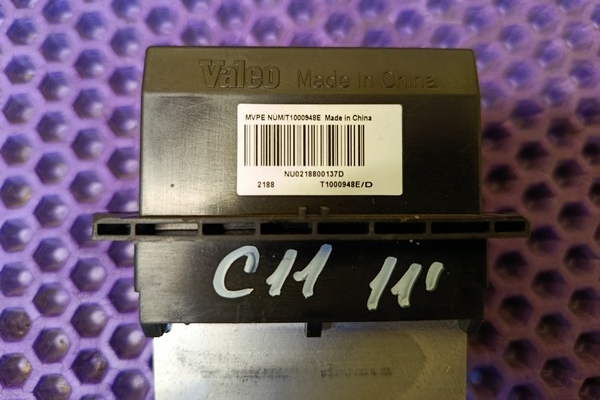 Valeo Made in China
MVPE NUM/T1000948E Made in China
NU0218800137D
2188 T1000948E/D
C11 11'